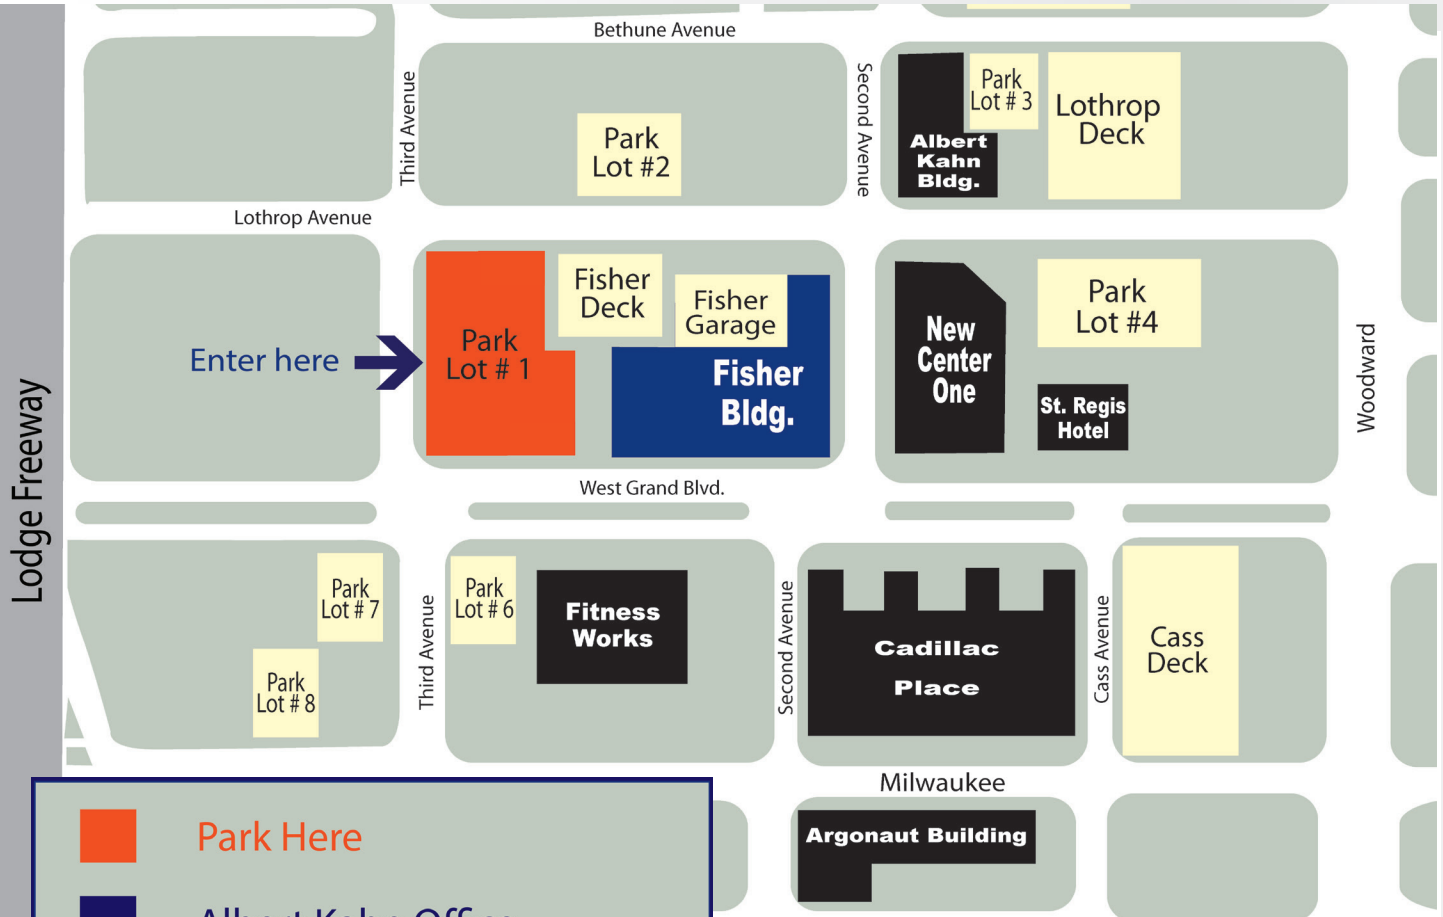 Bethune Avenue
Third Avenue
Second Avenue
Park
Lot #2
Albert
Kahn
Bldg.
Park
Lot # 3
Lothrop
Deck
Lothrop Avenue
Enter here
Park
Lot # 1
Fisher
Deck
Fisher
Garage
Fisher
Bldg.
New
Center
One
Park
Lot #4
St. Regis
Hotel
Woodward
Lodge Freeway
West Grand Blvd.
Park
Lot # 7
Park
Lot # 8
Third Avenue
Park
Lot # 6
Fitness
Works
Second Avenue
Cadillac
Place
Cass Avenue
Cass
Deck
Milwaukee
Argonaut Building
Park Here
Albert Kahn Office